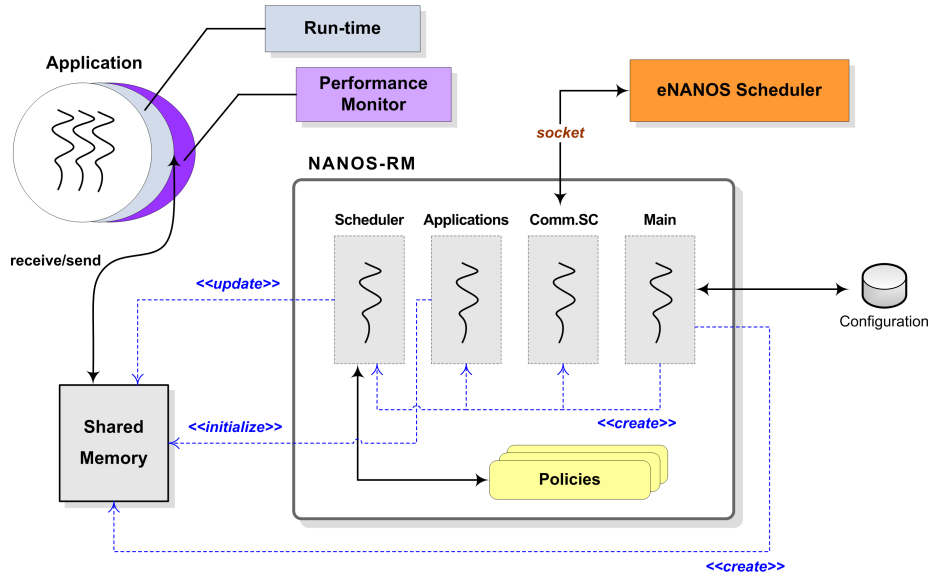 Run-time
Application
Performance
Monitor
eNANOS Scheduler
socket
NANOS-RM
Scheduler
Applications
Comm.SC
Main
receive/send
<<update>>
Configuration
Shared
Memory
<<initialize>>
<<create>>
Policies
<<create>>